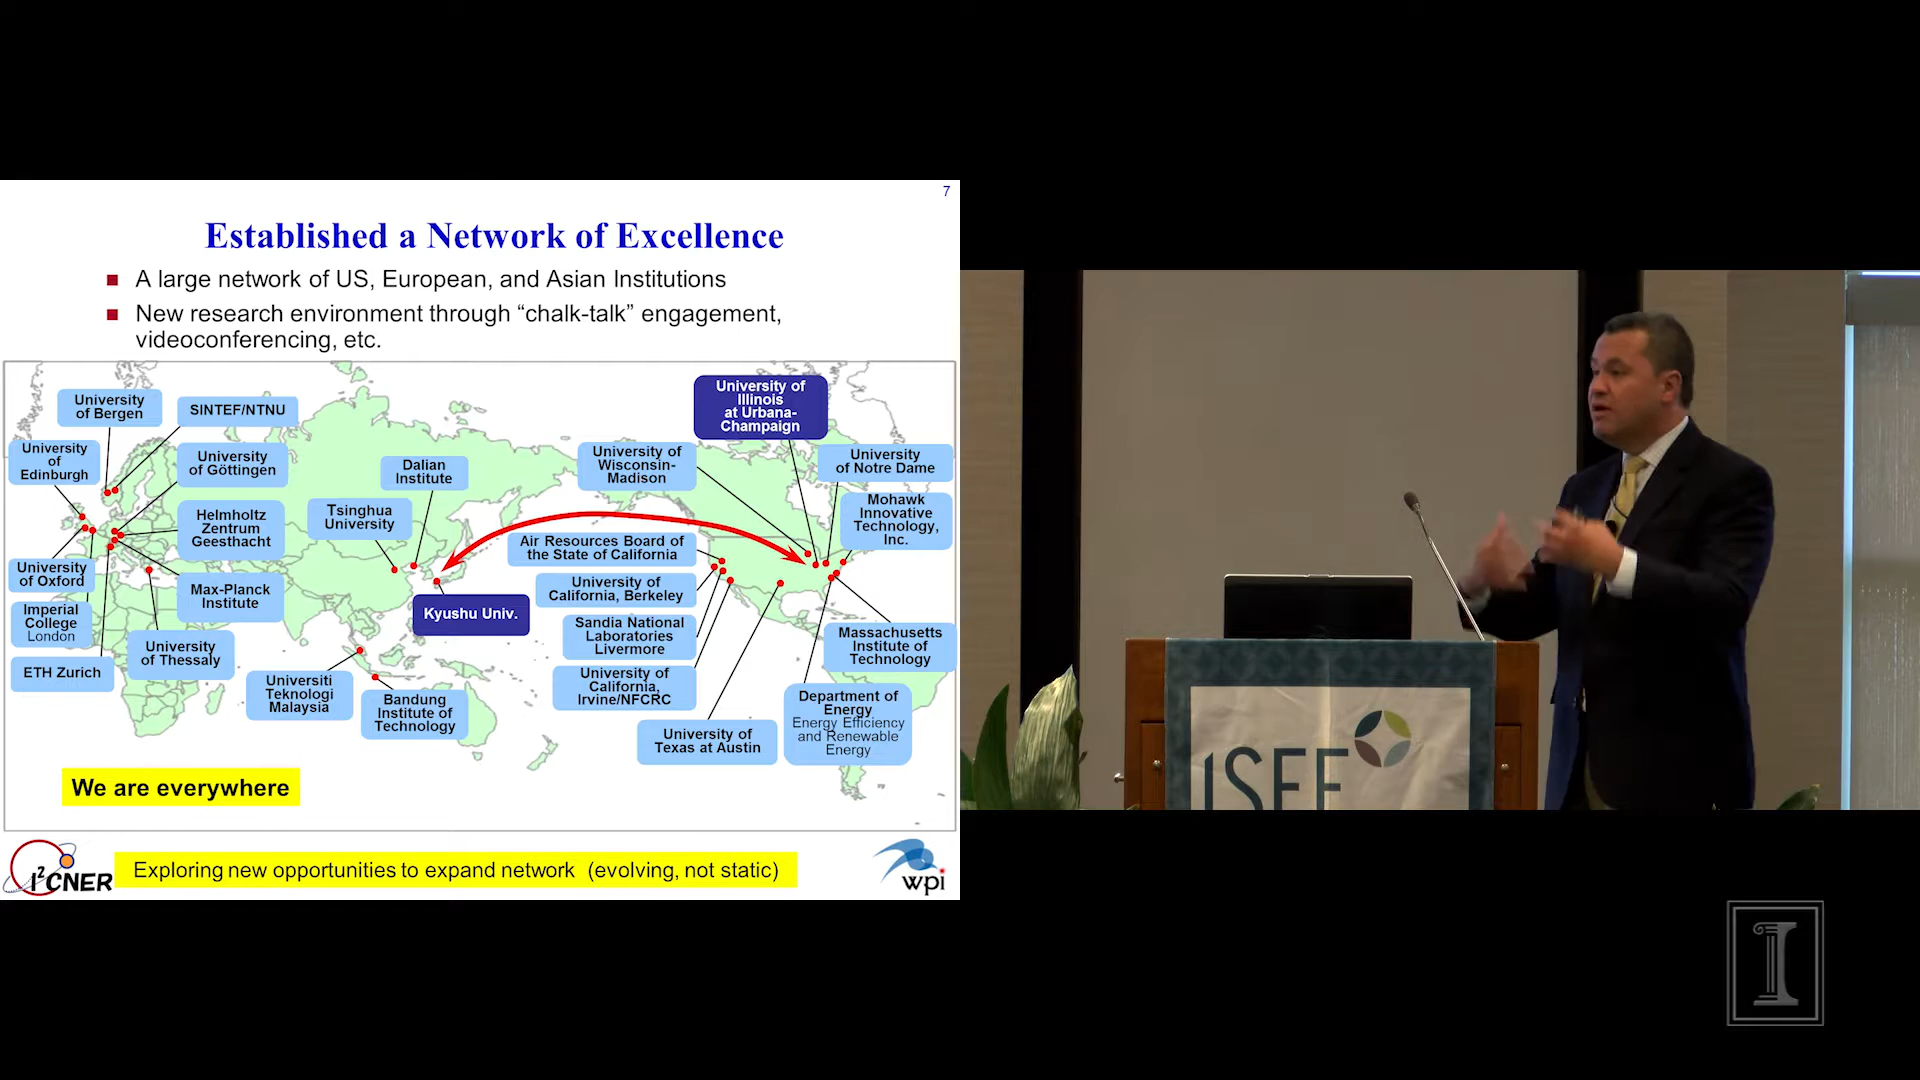 7
Established a Network of Excellence
■ A large network of US, European, and Asian Institutions
■ New research environment through “chalk-talk” engagement,
videoconferencing, etc.
University
of Bergen
SINTEF/NTNU
University
of
Edinburgh
University
of Göttingen
Helmholtz
Zentrum
Geesthacht
University
of Oxford
Max-Planck
Institute
Imperial
College
London
University
of Thessaly
ETH Zurich
Dalian
Institute
Tsinghua
University
Kyushu Univ.
Universiti
Teknologi
Malaysia
Bandung
Institute of
Technology
University of
Illinois
at Urbana-
Champaign
University of
Wisconsin-
Madison
University
of Notre Dame
Mohawk
Innovative
Technology,
Inc.
Air Resources Board of
the State of California
University of
California, Berkeley
Sandia National
Laboratories
Livermore
University of
California,
Irvine/NFCRC
Massachusetts
Institute of
Technology
University of
Texas at Austin
Department of
Energy
Energy Efficiency
and Renewable
Energy
We are everywhere
I²CNER
Exploring new opportunities to expand network (evolving, not static)
wpi
ISEE
I